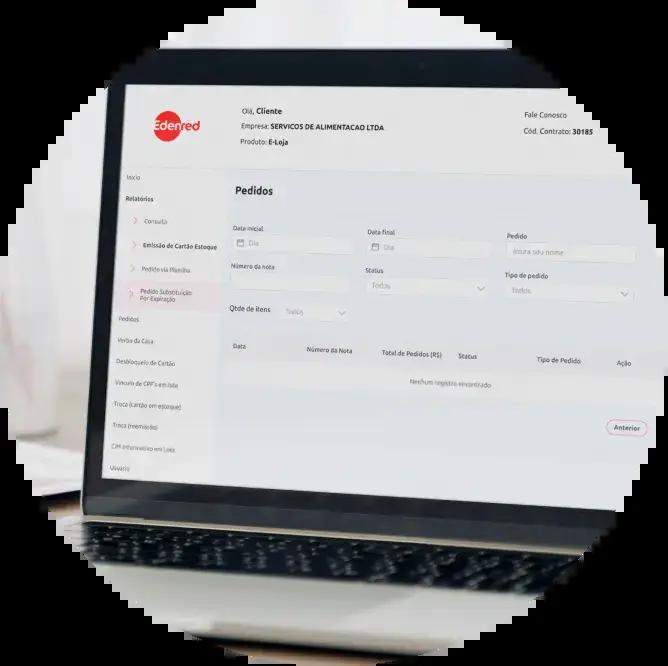 Edenred
Olá, Cliente
Empresa: SERVICOS DE ALIMENTACAO LTDA
Produto: E-Loja
Fale Conosco
Cód. Contrato: 30185
Início
Relatórios
Consulta
Emissão de Cartão Estoque
Pedido via Planilha
Pedido Substituição
Por Expiração
Pedidos
Verba da Casa
Desbloqueio de Cartão
Vínculo de CPF's em lote
Troca (cartão em estoque)
Troca (reemissão)
em Lote
Usuário
Pedidos
Data inicial
Dia
Data final
Dia
Pedido
seu nome
Número da nota
Status
Todos
Tipo de pedido
Todos
Qtde de itens
Todos
Data
Número da Nota
Total de Pedidos (R$)
Status
Tipo de Pedido
Ação
Nenhum registro encontrado
Anterior